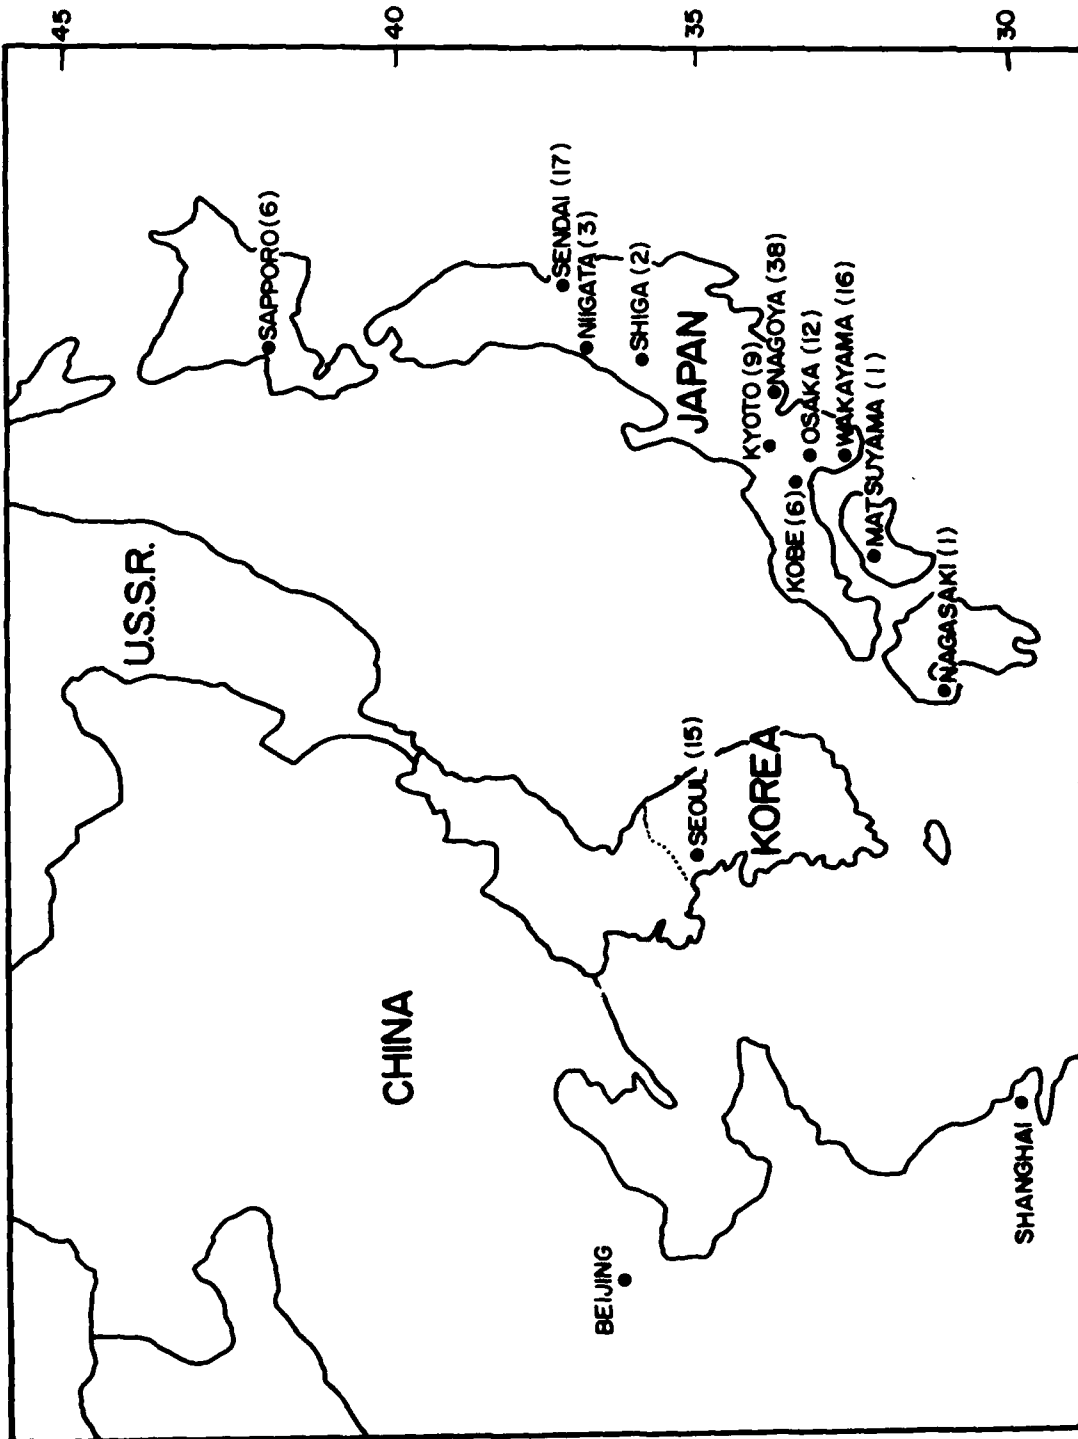 45
40
35
30
U.S.S.R.
CHINA
KOREA
JAPAN
SAPPORO (6)
SENDAI (17)
NIIGATA (3)
SHIGA (2)
KYOTO (9)
NAGOYA (38)
OSAKA (12)
WAKAYAMA (16)
MATSUYAMA (1)
KOBE (6)
NAGASAKI (1)
SEOUL (15)
BEIJING
SHANGHAI